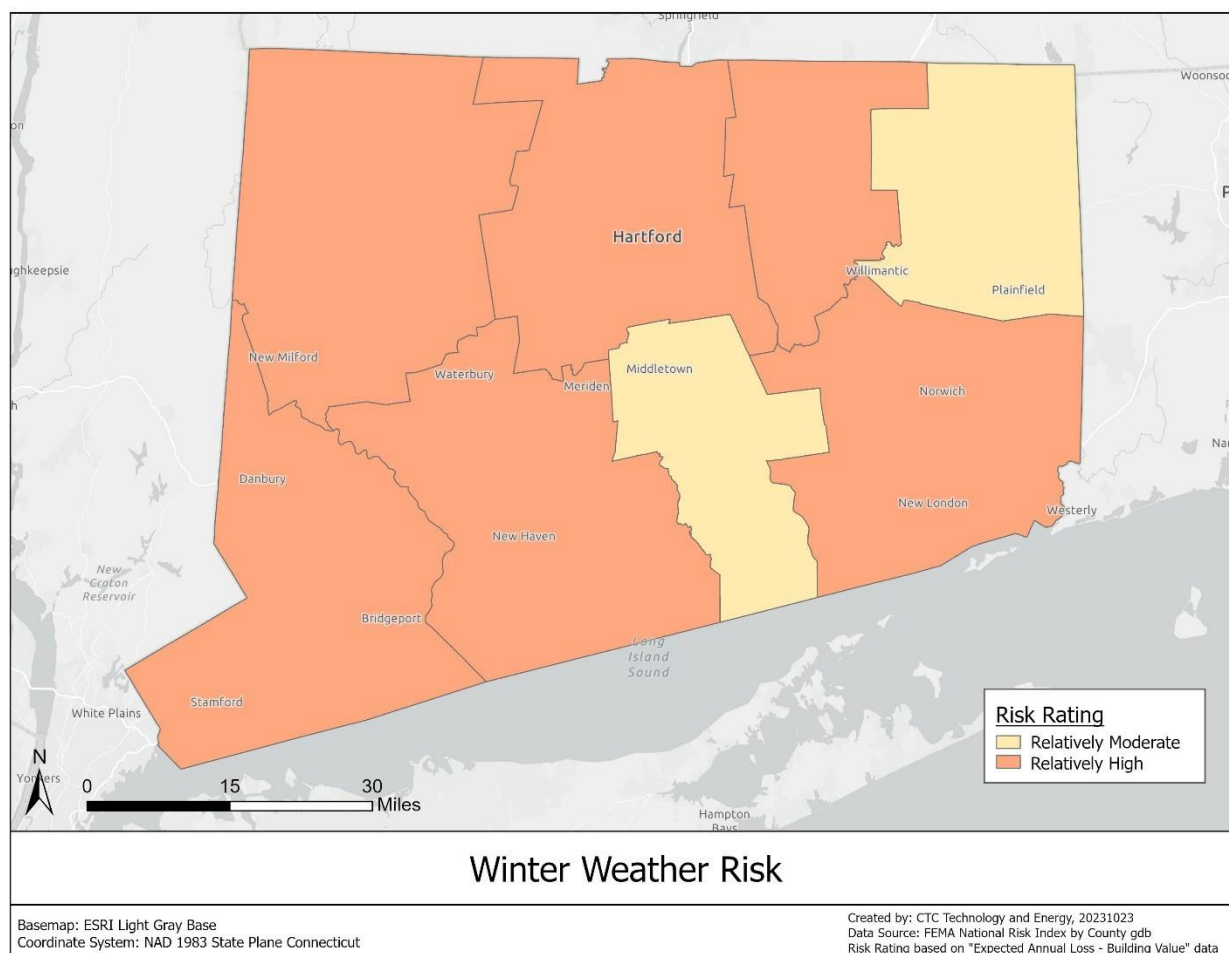 Springfield
Woonsoc
on
Hartford
ughkeepsie
Willimantic
Plainfield
New Milford
Waterbury
Meriden
Middletown
Norwich
Danbury
New Haven
New London
Westerly
New
Croton
Reservoir
Bridgeport
Long
Island
Sound
Stamford
White Plains
Yonkers
Hampton
Bays
N
0 15 30
Miles
Risk Rating
Relatively Moderate
Relatively High
Winter Weather Risk
Basemap: ESRI Light Gray Base
Coordinate System: NAD 1983 State Plane Connecticut
Created by: CTC Technology and Energy, 20231023
Data Source: FEMA National Risk Index by County gdb
Risk Rating based on "Expected Annual Loss - Building Value" data